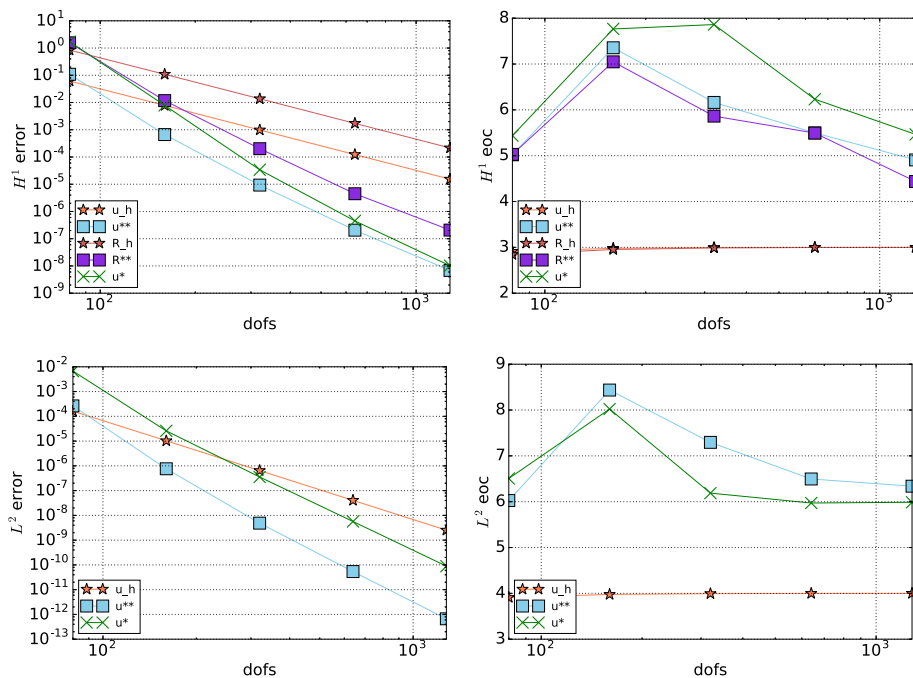 10^1
10^0
10^-1
10^-2
10^-3
10^-4
10^-5
10^-6
10^-7
10^-8
10^-9
H^1 error
u_h
u**
R_h
R**
u*
10^2
10^3
dofs
8
7
6
5
4
3
2
H^1 eoc
u_h
u**
R_h
R**
u*
10^2
10^3
dofs
10^-2
10^-3
10^-4
10^-5
10^-6
10^-7
10^-8
10^-9
10^-10
10^-11
10^-12
10^-13
L^2 error
u_h
u**
u*
10^2
10^3
dofs
9
8
7
6
5
4
3
L^2 eoc
u_h
u**
u*
10^2
10^3
dofs